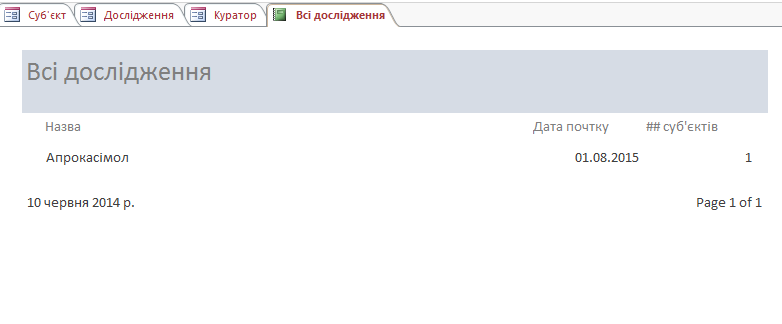 Суб'єкт Дослідження Куратор Всі дослідження
Всі дослідження
Назва Дата почтку ## суб'єктів
Апрокасімол 01.08.2015 1
10 червня 2014 р. Page 1 of 1